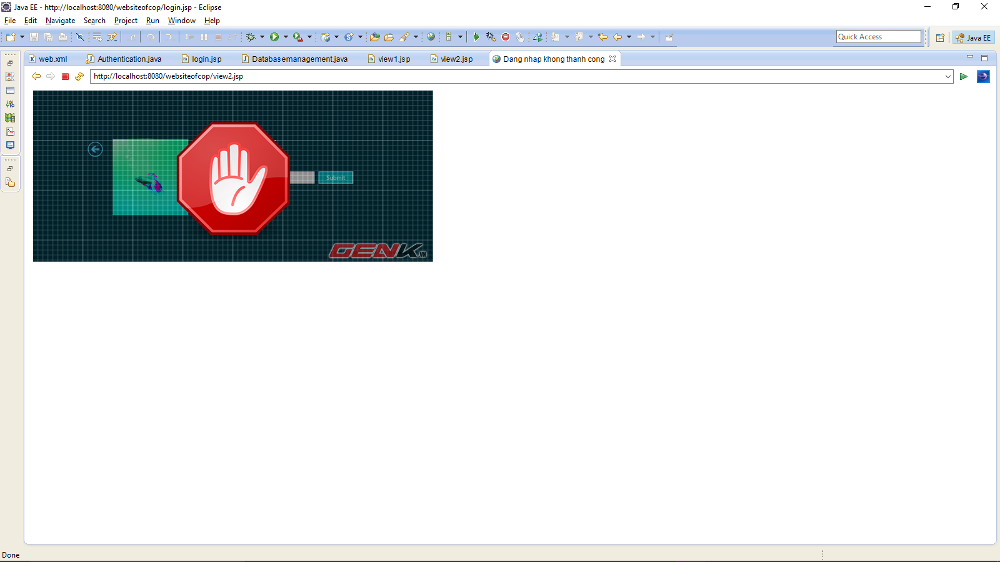 Java EE - http://localhost:8080/websiteofcop/login.jsp - Eclipse
File Edit Navigate Search Project Run Window Help
Quick Access
Java EE
web.xml Authentication.java login.jsp Databasemanagement.java view1.jsp view2.jsp Dang nhap khong thanh cong
http://localhost:8080/websiteofcop/view2.jsp
Submit
GENK.VN
Done